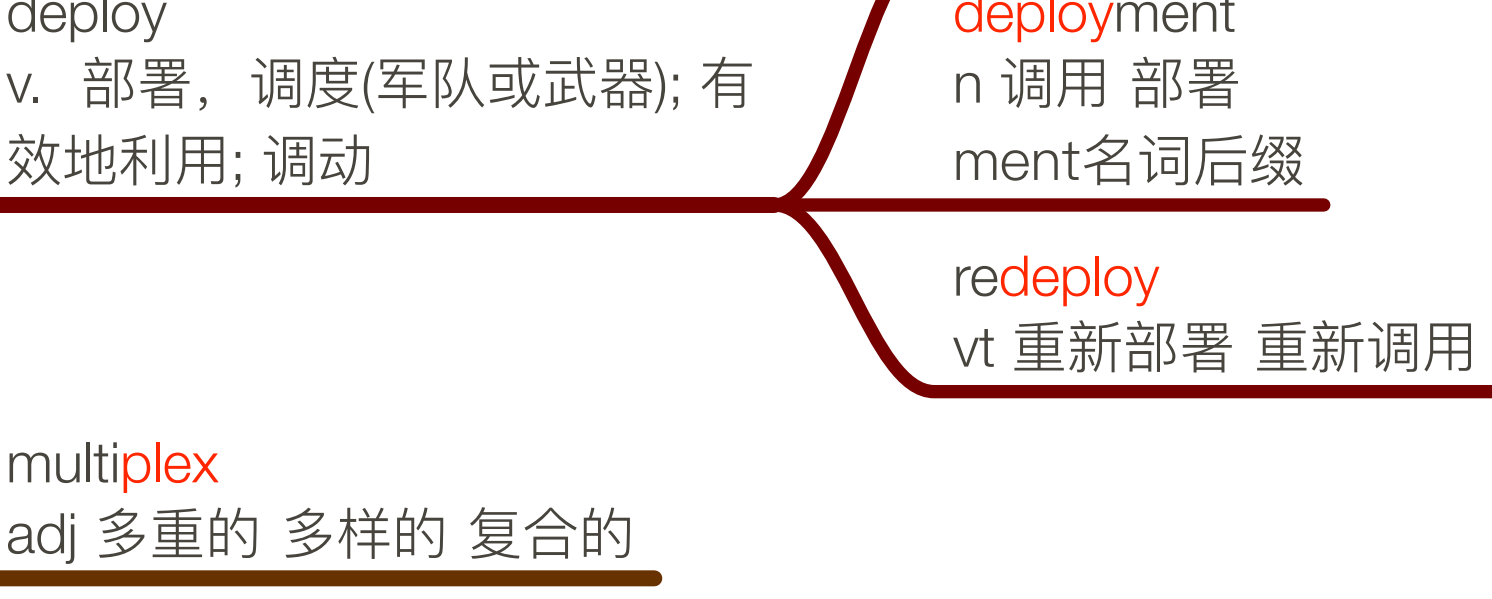 deploy
v. 部署，调度(军队或武器); 有
效地利用; 调动
deployment
n 调用 部署
ment名词后缀
redeploy
vt 重新部署 重新调用
multiplex
adj 多重的 多样的 复合的